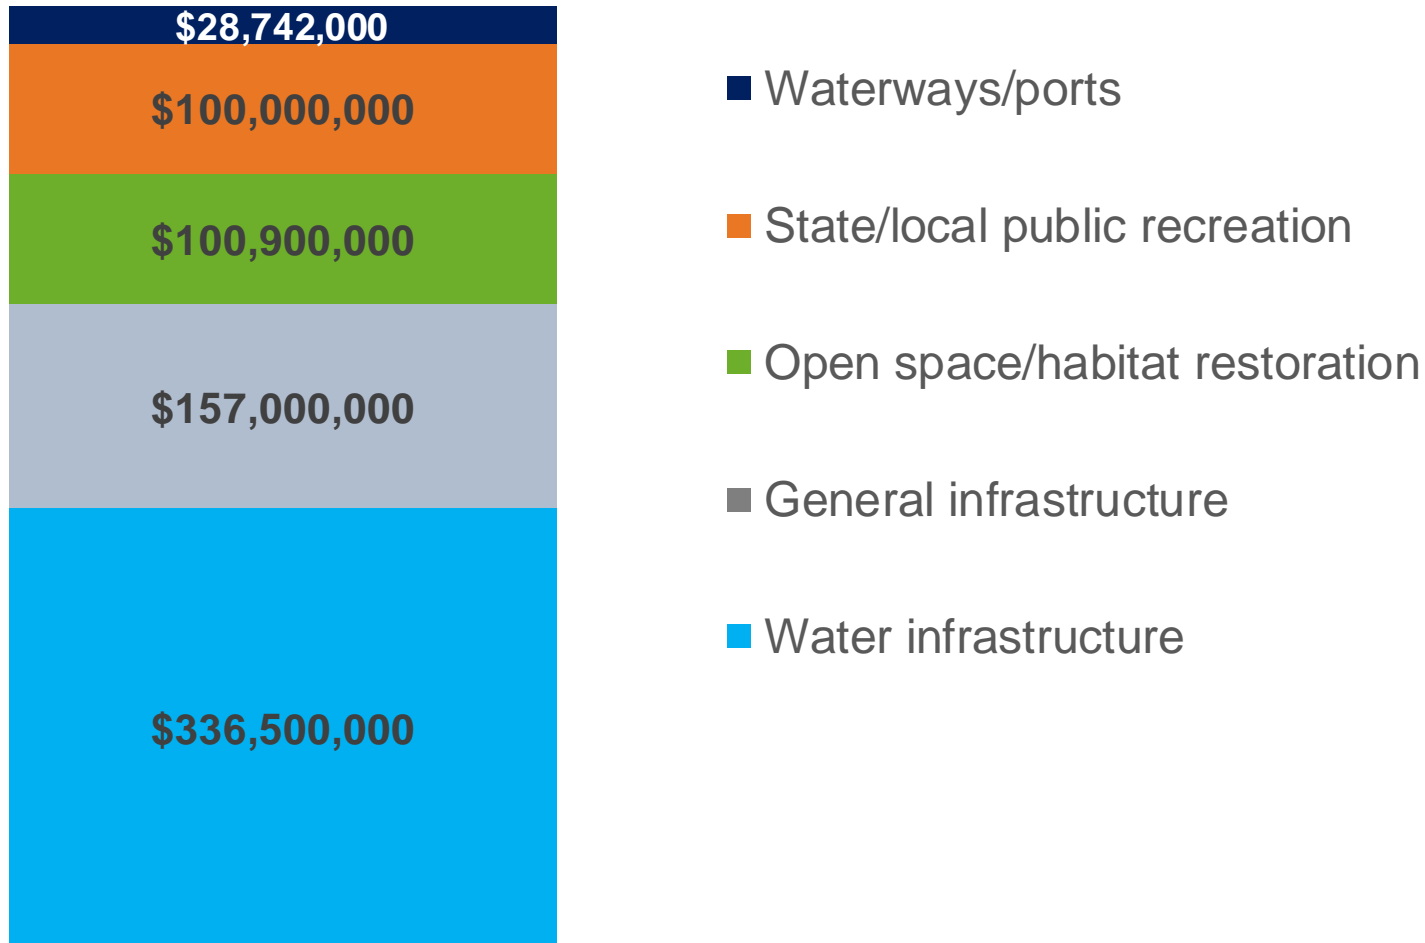 $28,742,000
$100,000,000
$100,900,000
$157,000,000
$336,500,000
Waterways/ports
State/local public recreation
Open space/habitat restoration
General infrastructure
Water infrastructure